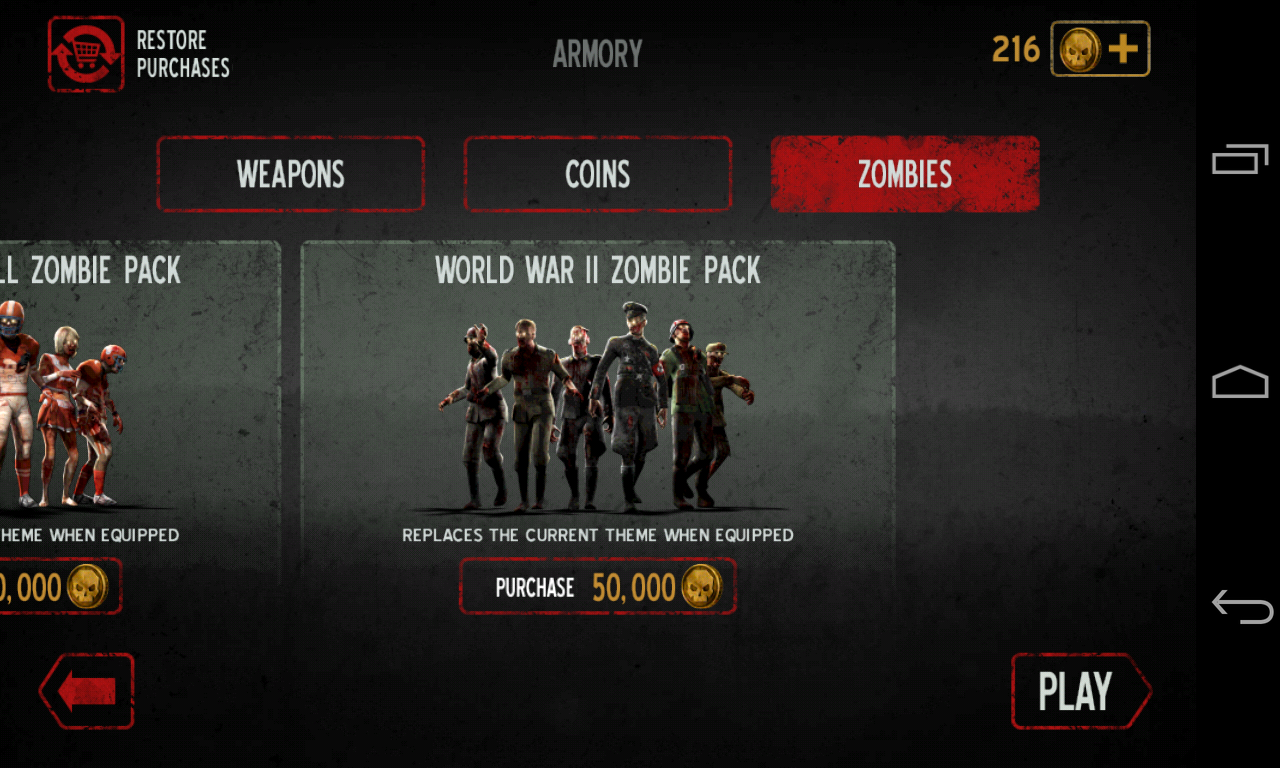 RESTORE
PURCHASES
ARMORY
216
WEAPONS
COINS
ZOMBIES
LL ZOMBIE PACK
WORLD WAR II ZOMBIE PACK
HEME WHEN EQUIPPED
REPLACES THE CURRENT THEME WHEN EQUIPPED
0,000
PURCHASE 50,000
PLAY